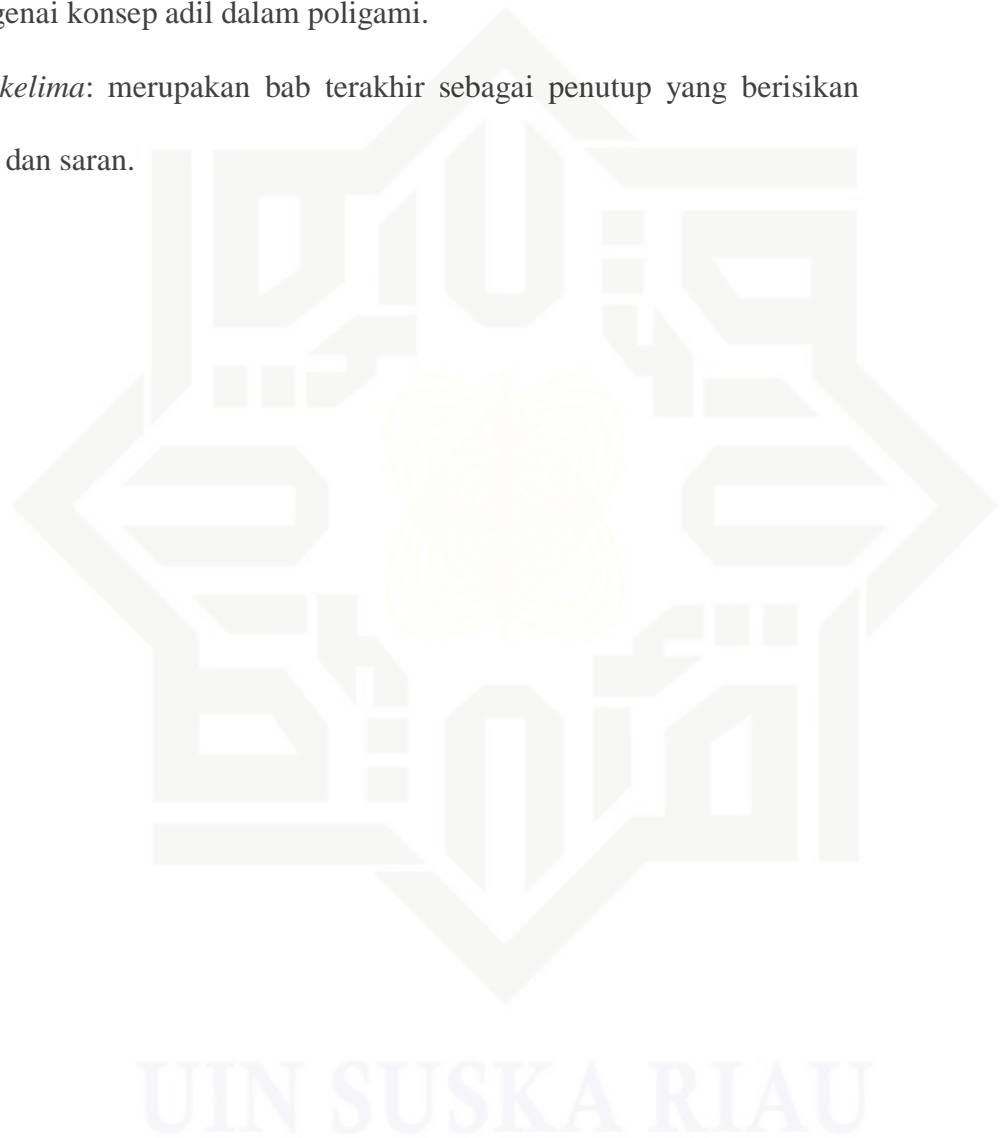 genai konsep adil dalam poligami.
kelima: merupakan bab terakhir sebagai penutup yang berisikan
dan saran.
UIN SUSKA RIAU